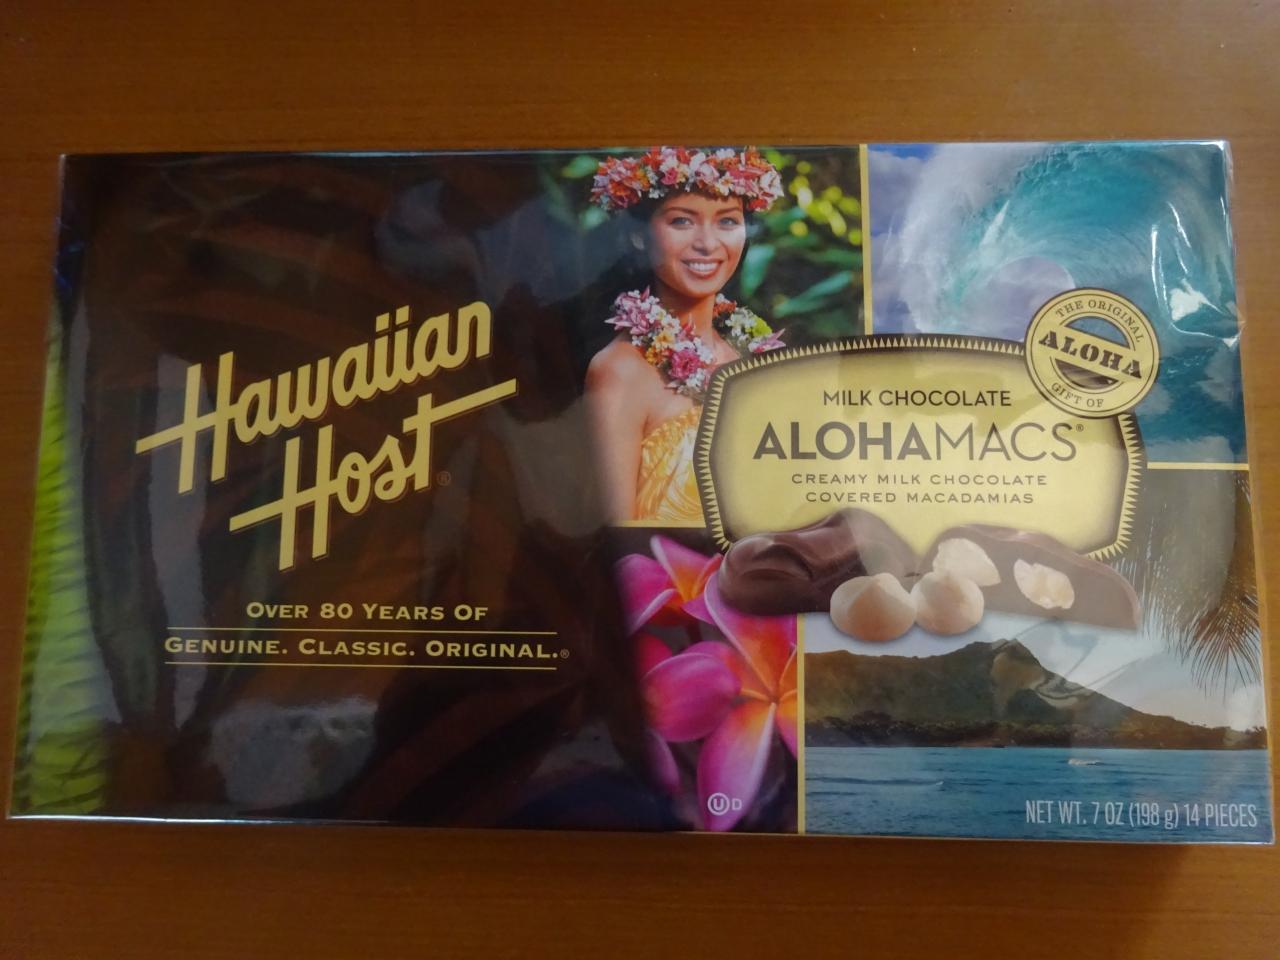 Hawaiian
Host®
OVER 80 YEARS OF
GENUINE. CLASSIC. ORIGINAL.®
THE ORIGINAL
ALOHA
GIFT OF
MILK CHOCOLATE
ALOHAMACS®
CREAMY MILK CHOCOLATE
COVERED MACADAMIAS
U D
NET WT. 7 OZ (198 g) 14 PIECES